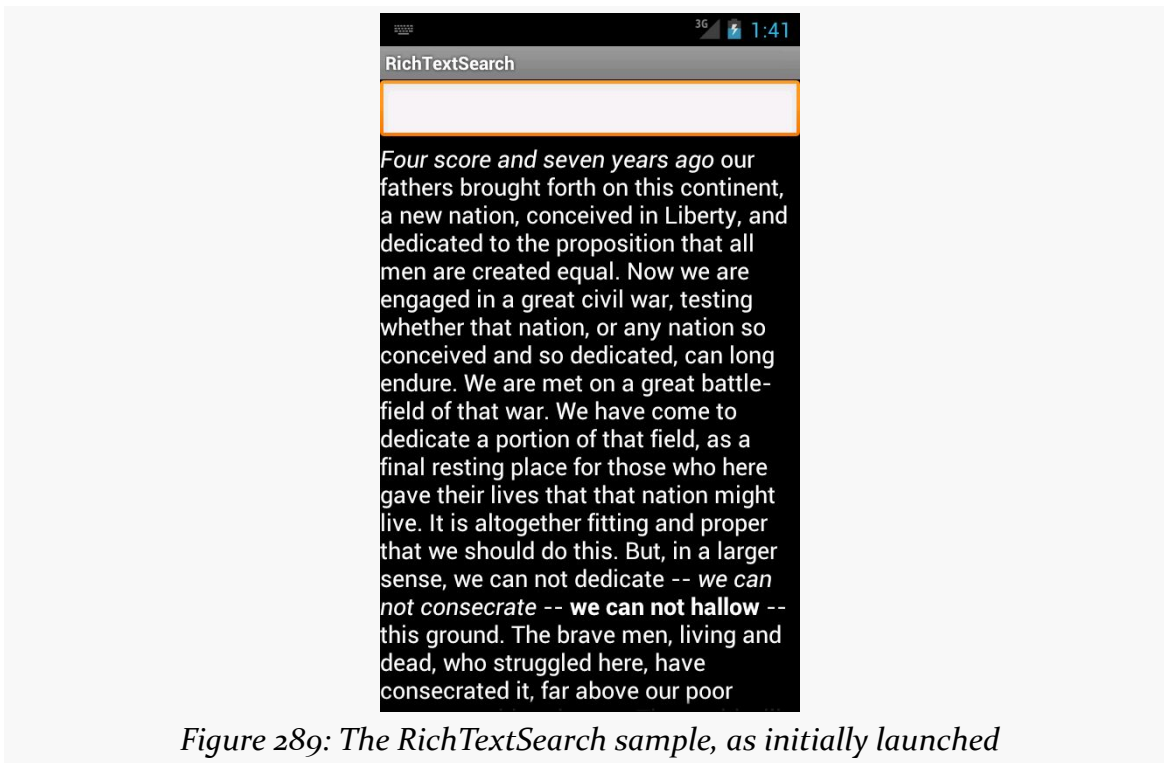 3G 1:41
RichTextSearch
Four score and seven years ago our
fathers brought forth on this continent,
a new nation, conceived in Liberty, and
dedicated to the proposition that all
men are created equal. Now we are
engaged in a great civil war, testing
whether that nation, or any nation so
conceived and so dedicated, can long
endure. We are met on a great battle-
field of that war. We have come to
dedicate a portion of that field, as a
final resting place for those who here
gave their lives that that nation might
live. It is altogether fitting and proper
that we should do this. But, in a larger
sense, we can not dedicate -- we can
not consecrate -- we can not hallow --
this ground. The brave men, living and
dead, who struggled here, have
consecrated it, far above our poor
Figure 289: The RichTextSearch sample, as initially launched